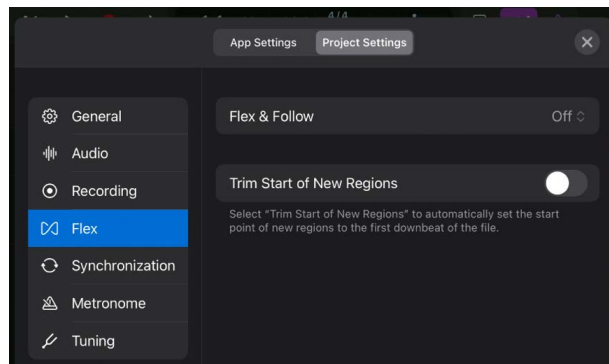 4/4
App Settings
Project Settings
General
Audio
Recording
Flex
Synchronization
Metronome
Tuning
Flex & Follow
Off
Trim Start of New Regions
Select "Trim Start of New Regions" to automatically set the start
point of new regions to the first downbeat of the file.